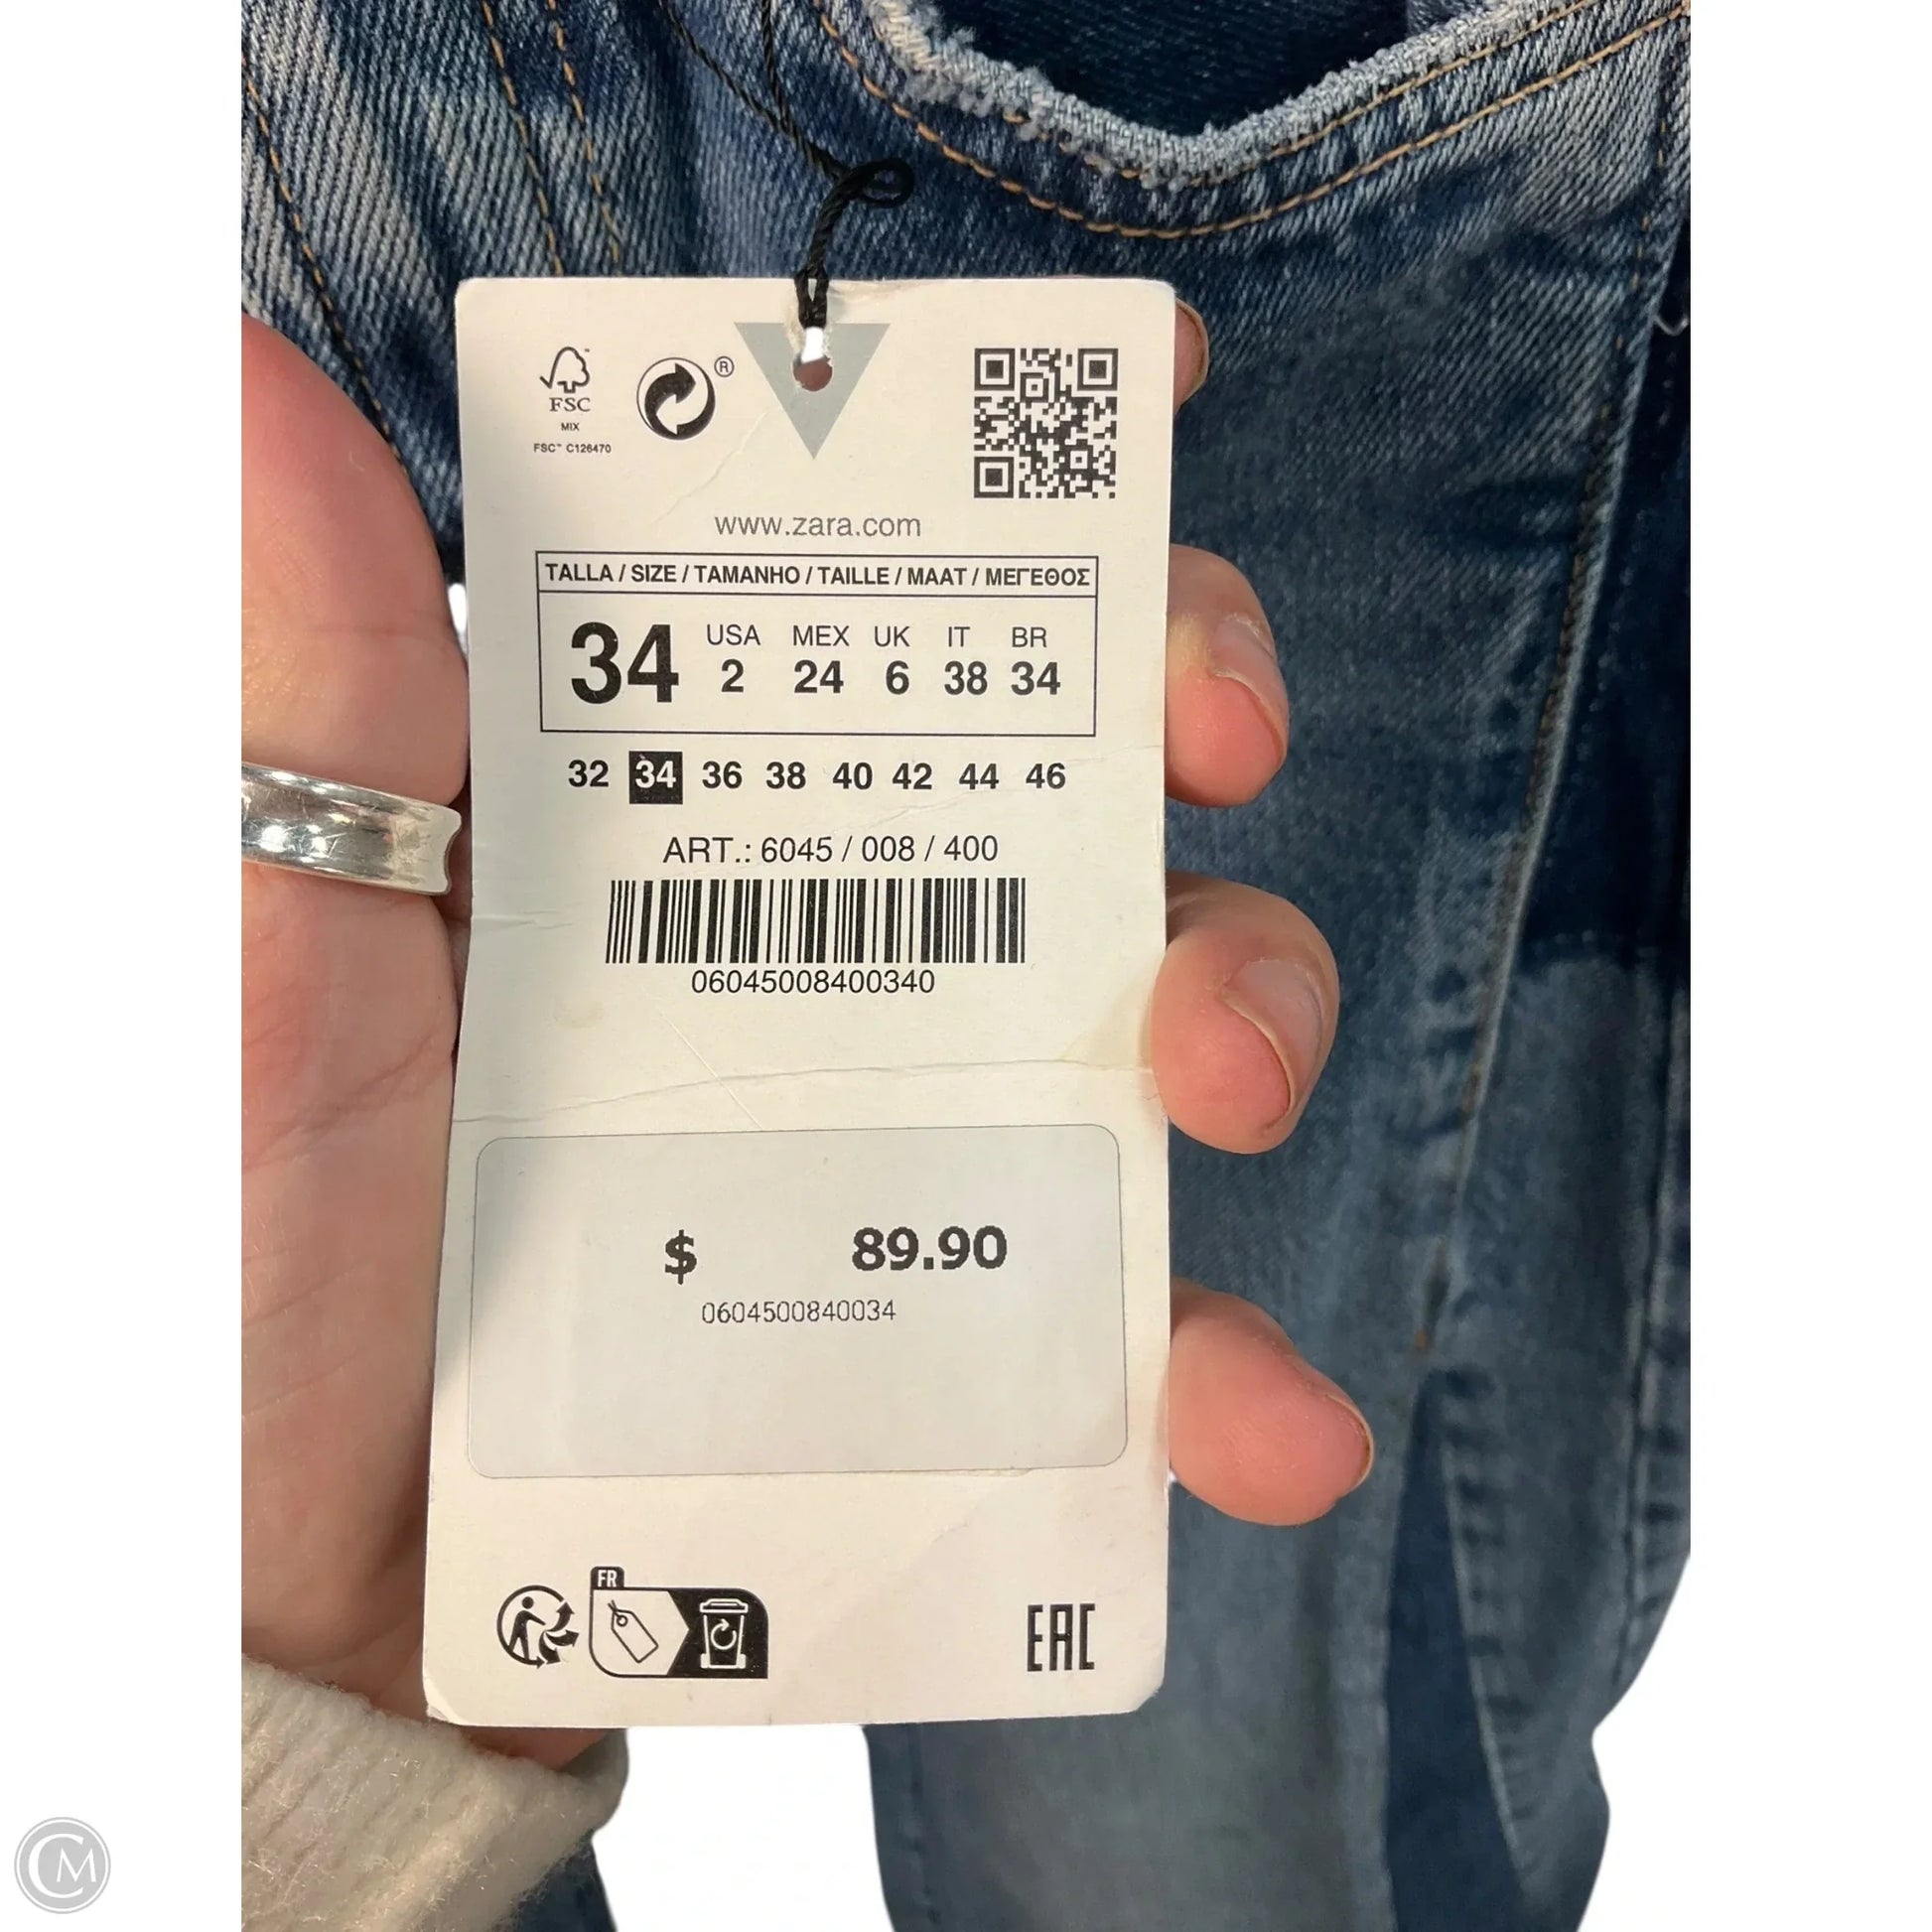 FSC
MIX
FSC™ C126470
®
www.zara.com
TALLA / SIZE / TAMANHO / TAILLE / MAAT / ΜΕΓΕΘΟΣ
34 USA MEX UK IT BR
2 24 6 38 34
32 34 36 38 40 42 44 46
ART.: 6045 / 008 / 400
06045008400340
$ 89.90
0604500840034
FR
EAC
CM